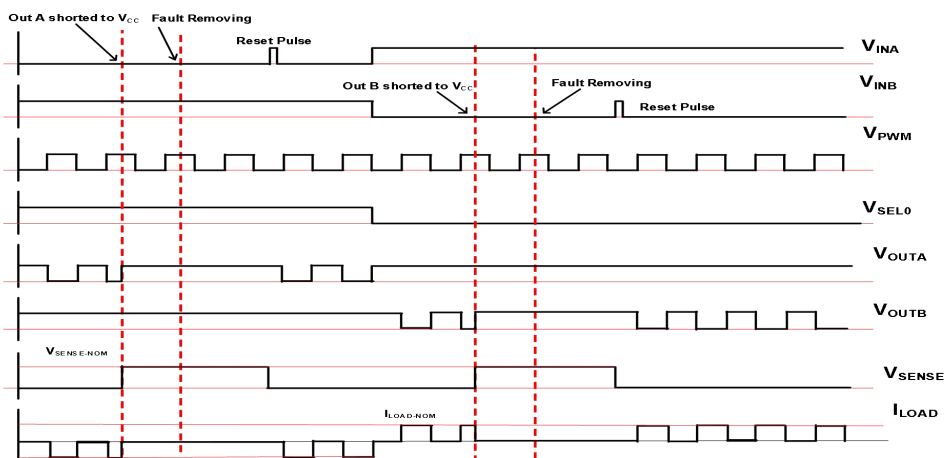 Out A shorted to VCC
Fault Removing
Reset Pulse
VINA
Out B shorted to VCC
Fault Removing
VINB
Reset Pulse
VPWM
VSEL0
VOUTA
VOUTB
VSENSE-NOM
VSENSE
ILOAD-NOM
ILOAD